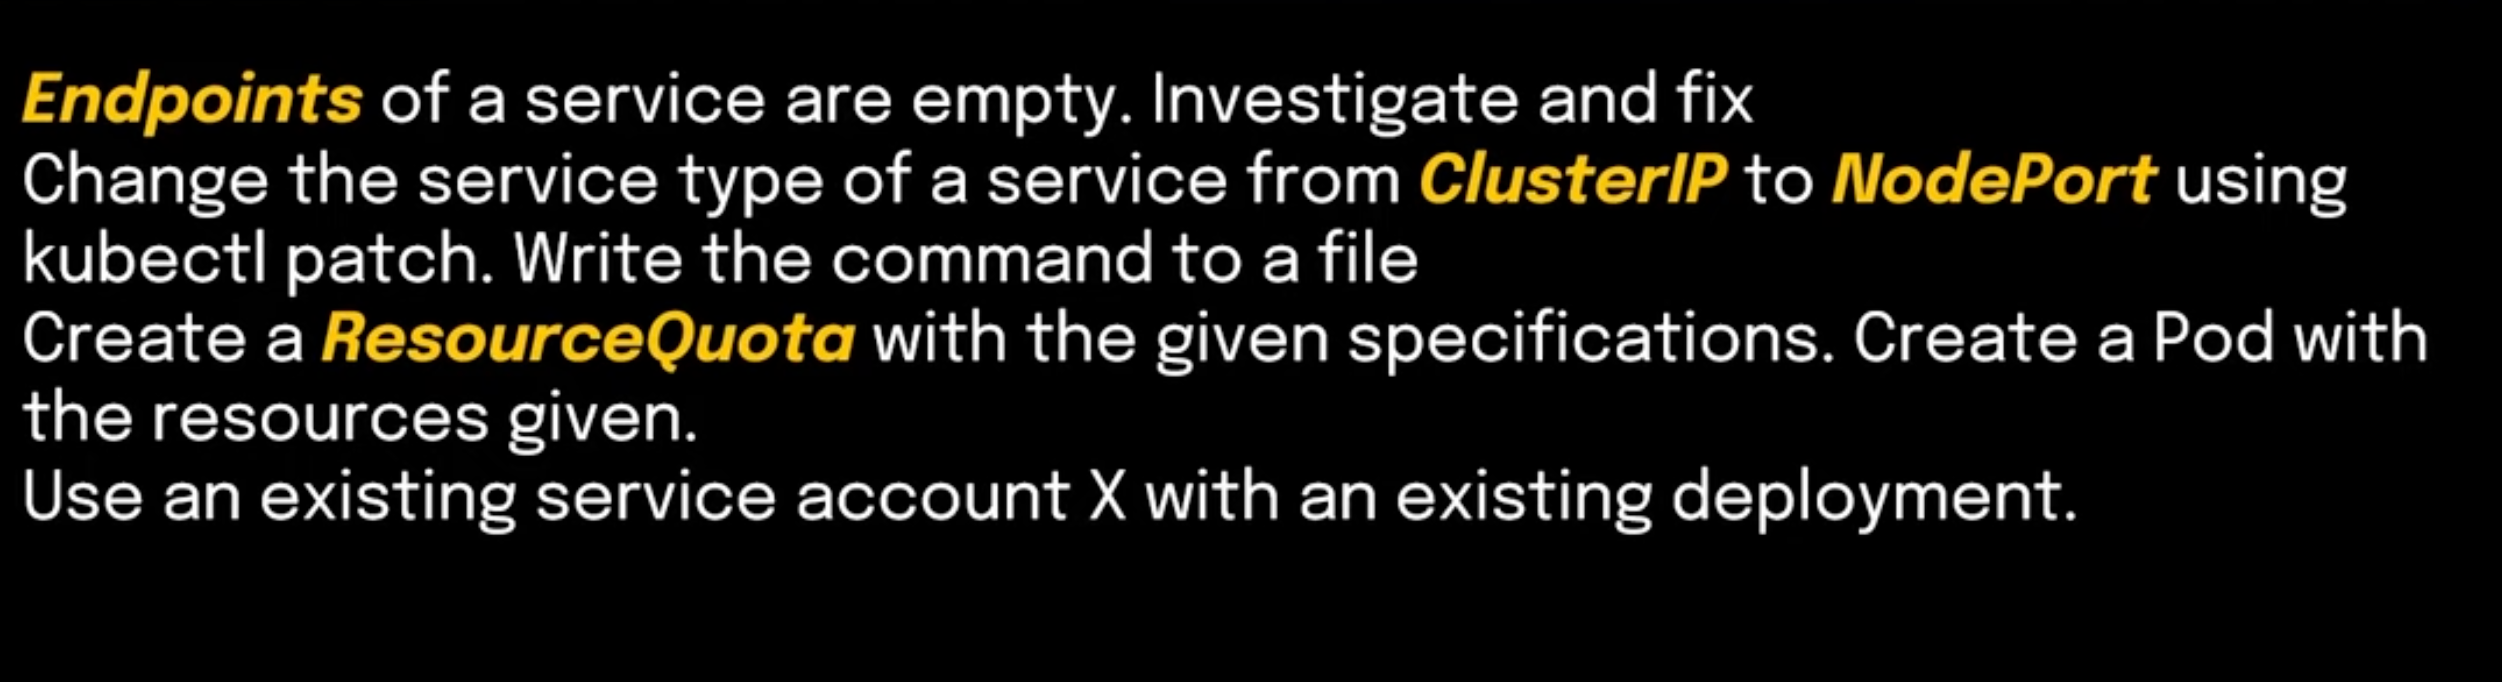 Endpoints of a service are empty. Investigate and fix
Change the service type of a service from ClusterIP to NodePort using
kubectl patch. Write the command to a file
Create a ResourceQuota with the given specifications. Create a Pod with
the resources given.
Use an existing service account X with an existing deployment.